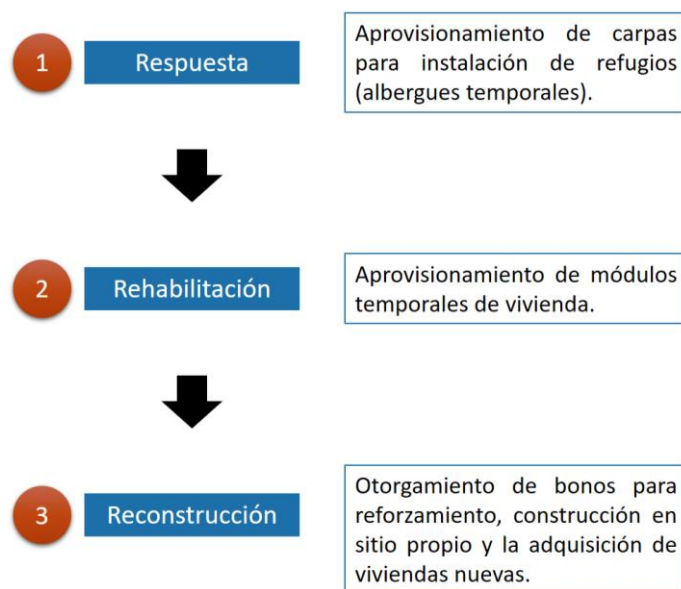 1
Respuesta
Aprovisionamiento de carpas
para instalación de refugios
(albergues temporales).
2
Rehabilitación
Aprovisionamiento de módulos
temporales de vivienda.
3
Reconstrucción
Otorgamiento de bonos para
reforzamiento, construcción en
sitio propio y la adquisición de
viviendas nuevas.